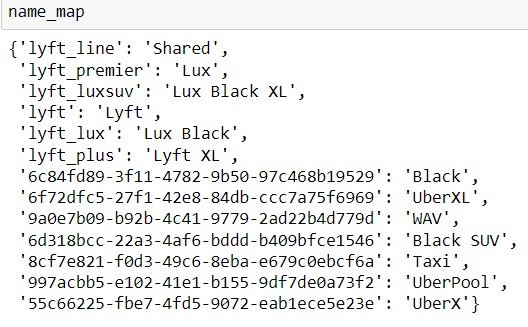 name_map
{'lyft_line': 'Shared',
'lyft_premier': 'Lux',
'lyft_luxsuv': 'Lux Black XL',
'lyft': 'Lyft',
'lyft_lux': 'Lux Black',
'lyft_plus': 'Lyft XL',
'6c84fd89-3f11-4782-9b50-97c468b19529': 'Black',
'6f72dfc5-27f1-42e8-84db-ccc7a75f6969': 'UberXL',
'9a0e7b09-b92b-4c41-9779-2ad22b4d779d': 'WAV',
'6d318bcc-22a3-4af6-bddd-b409bfce1546': 'Black SUV',
'8cf7e821-f0d3-49c6-8eba-e679c0ebcf6a': 'Taxi',
'997acbb5-e102-41e1-b155-9df7de0a73f2': 'UberPool',
'55c66225-fbe7-4fd5-9072-eab1ece5e23e': 'UberX'}